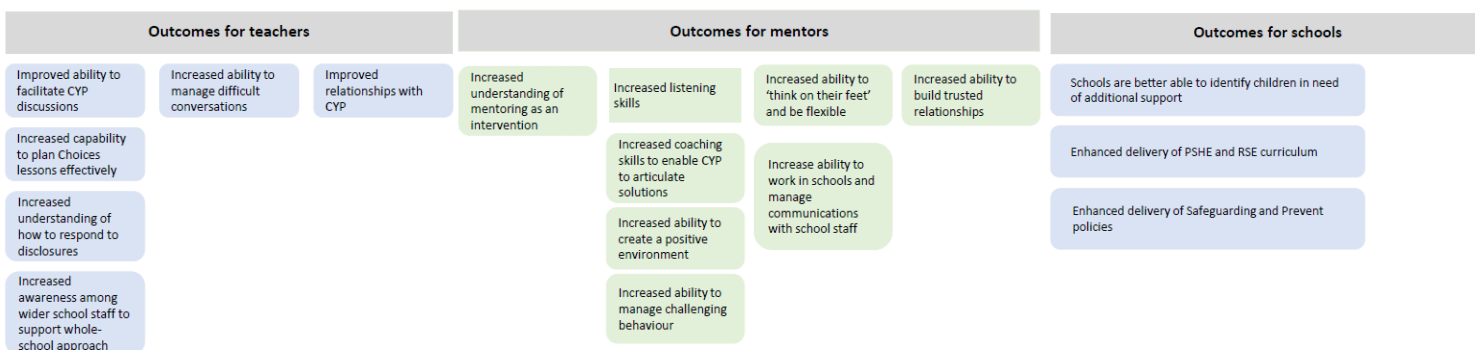 Outcomes for teachers
Improved ability to
facilitate CYP
discussions
Increased ability to
manage difficult
conversations
Improved
relationships with
CYP
Increased capability
to plan Choices
lessons effectively
Increased
understanding of
how to respond to
disclosures
Increased
awareness among
wider school staff to
support whole-
school approach
Outcomes for mentors
Increased
understanding of
mentoring as an
intervention
Increased listening
skills
Increased ability to
‘think on their feet’
and be flexible
Increased ability to
build trusted
relationships
Increased coaching
skills to enable CYP
to articulate
solutions
Increase ability to
work in schools and
manage
communications
with school staff
Increased ability to
create a positive
environment
Increased ability to
manage challenging
behaviour
Outcomes for schools
Schools are better able to identify children in need
of additional support
Enhanced delivery of PSHE and RSE curriculum
Enhanced delivery of Safeguarding and Prevent
policies